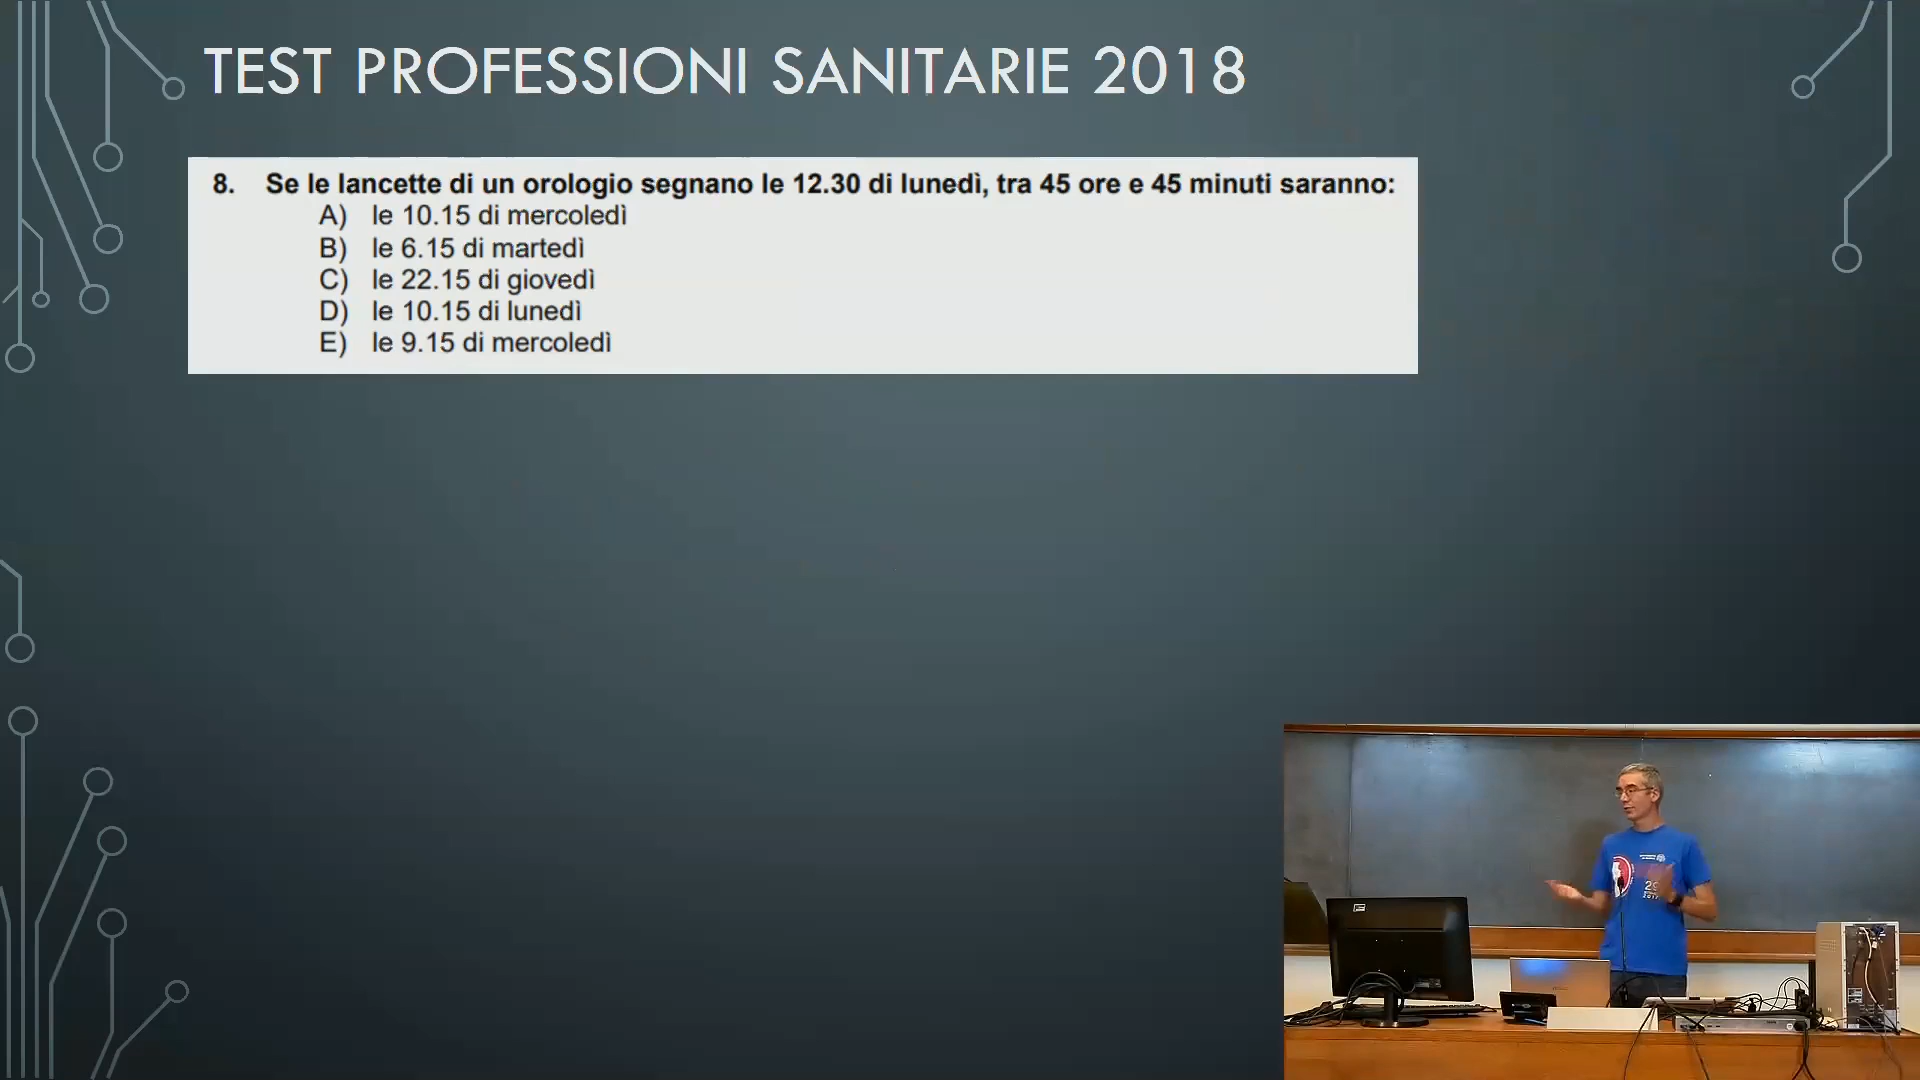 TEST PROFESSIONI SANITARIE 2018
8. Se le lancette di un orologio segnano le 12.30 di lunedì, tra 45 ore e 45 minuti saranno:
A) le 10.15 di mercoledì
B) le 6.15 di martedì
C) le 22.15 di giovedì
D) le 10.15 di lunedì
E) le 9.15 di mercoledì